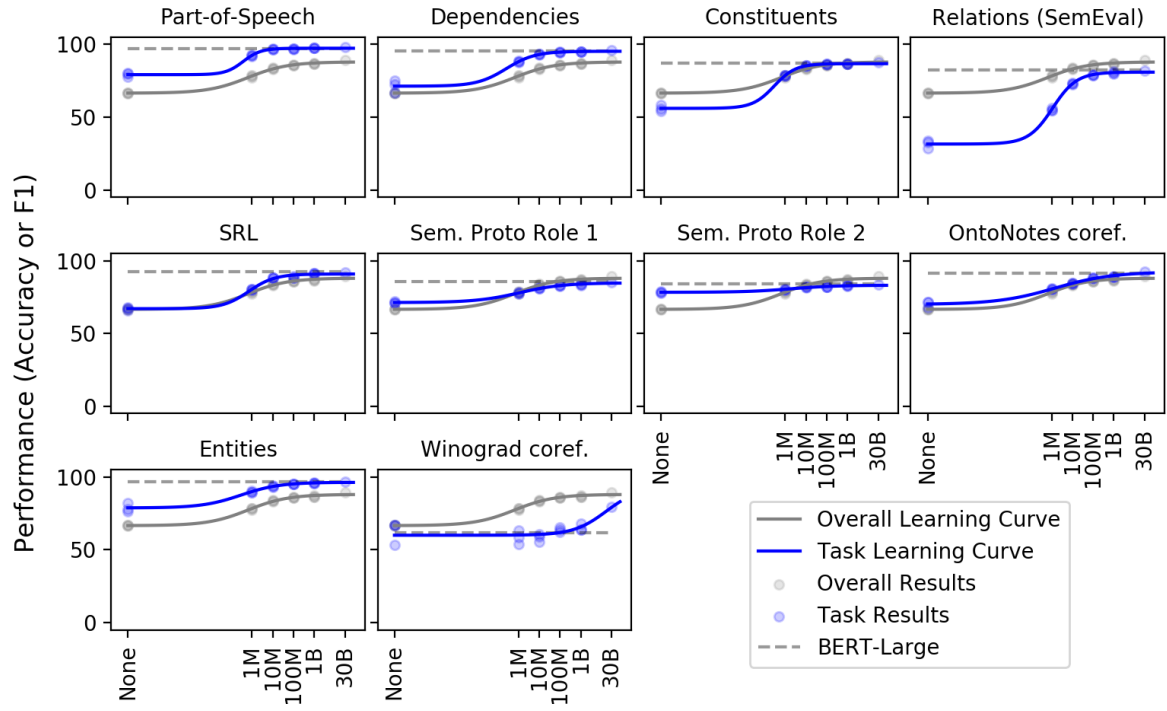 Part-of-Speech
Dependencies
Constituents
Relations (SemEval)
100
50
0
SRL
Sem. Proto Role 1
Sem. Proto Role 2
OntoNotes coref.
100
50
0
Entities
Winograd coref.
100
50
0
Performance (Accuracy or F1)
None
1M
10M
100M
1B
30B
None
1M
10M
100M
1B
30B
None
1M
10M
100M
1B
30B
None
1M
10M
100M
1B
30B
Overall Learning Curve
Task Learning Curve
Overall Results
Task Results
BERT-Large